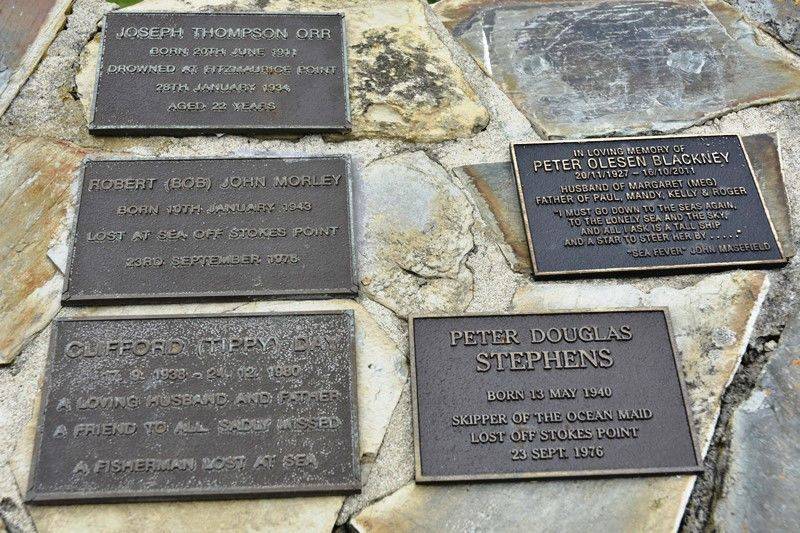 JOSEPH THOMPSON ORR
BORN 20TH JUNE 1911
DROWNED AT FITZMAURICE POINT
28TH JANUARY 1934
AGED 22 YEARS
ROBERT (BOB) JOHN MORLEY
BORN 10TH JANUARY 1943
LOST AT SEA OFF STOKES POINT
23RD SEPTEMBER 1976
CLIFFORD (TIPPY) DAY
17. 9. 1938 - 24. 12. 1980
A LOVING HUSBAND AND FATHER
A FRIEND TO ALL SADLY MISSED
A FISHERMAN LOST AT SEA
IN LOVING MEMORY OF
PETER OLESEN BLACKNEY
20/11/1927 – 16/10/2011
HUSBAND OF MARGARET (MEG)
FATHER OF PAUL, MANDY, KELLY & ROGER
"I MUST GO DOWN TO THE SEAS AGAIN,
TO THE LONELY SEA AND THE SKY,
AND ALL I ASK IS A TALL SHIP
AND A STAR TO STEER HER BY . . . . ."
"SEA FEVER" JOHN MASEFIELD
PETER DOUGLAS
STEPHENS
BORN 13 MAY 1940
SKIPPER OF THE OCEAN MAID
LOST OFF STOKES POINT
23 SEPT. 1976